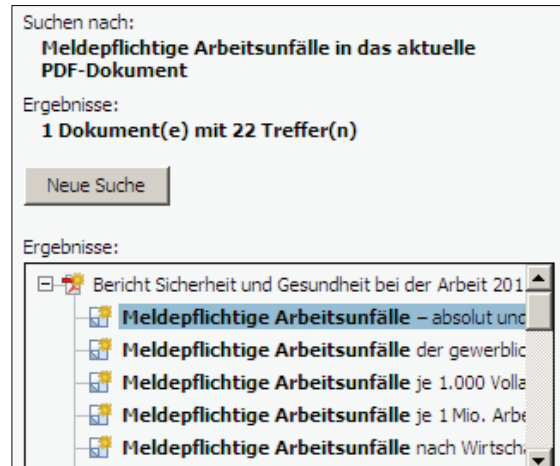 Suchen nach:
Meldepflichtige Arbeitsunfälle in das aktuelle
PDF-Dokument
Ergebnisse:
1 Dokument(e) mit 22 Treffer(n)
Neue Suche
Ergebnisse:
Bericht Sicherheit und Gesundheit bei der Arbeit 201
Meldepflichtige Arbeitsunfälle – absolut und
Meldepflichtige Arbeitsunfälle der gewerblic
Meldepflichtige Arbeitsunfälle je 1.000 Volla
Meldepflichtige Arbeitsunfälle je 1 Mio. Arbe
Meldepflichtige Arbeitsunfälle nach Wirtscha